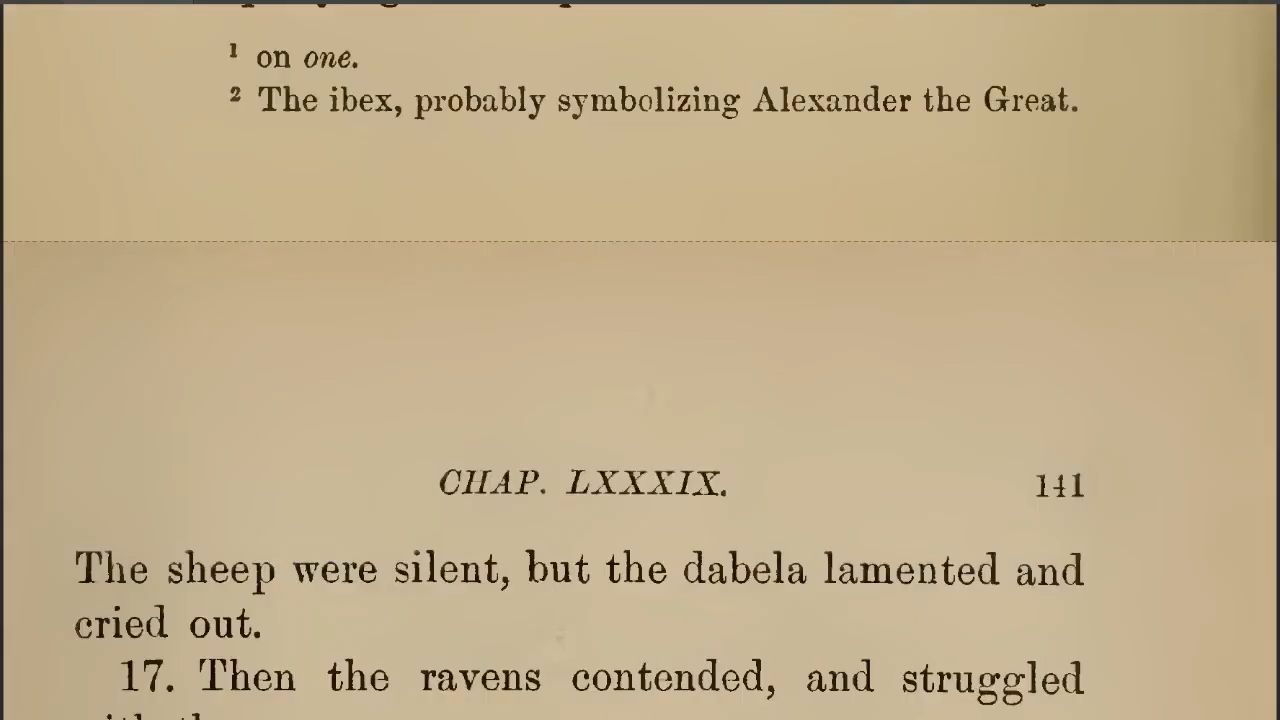 ¹ on one.
² The ibex, probably symbolizing Alexander the Great.
CHAP. LXXXIX. 141
The sheep were silent, but the dabela lamented and
cried out.
17. Then the ravens contended, and struggled